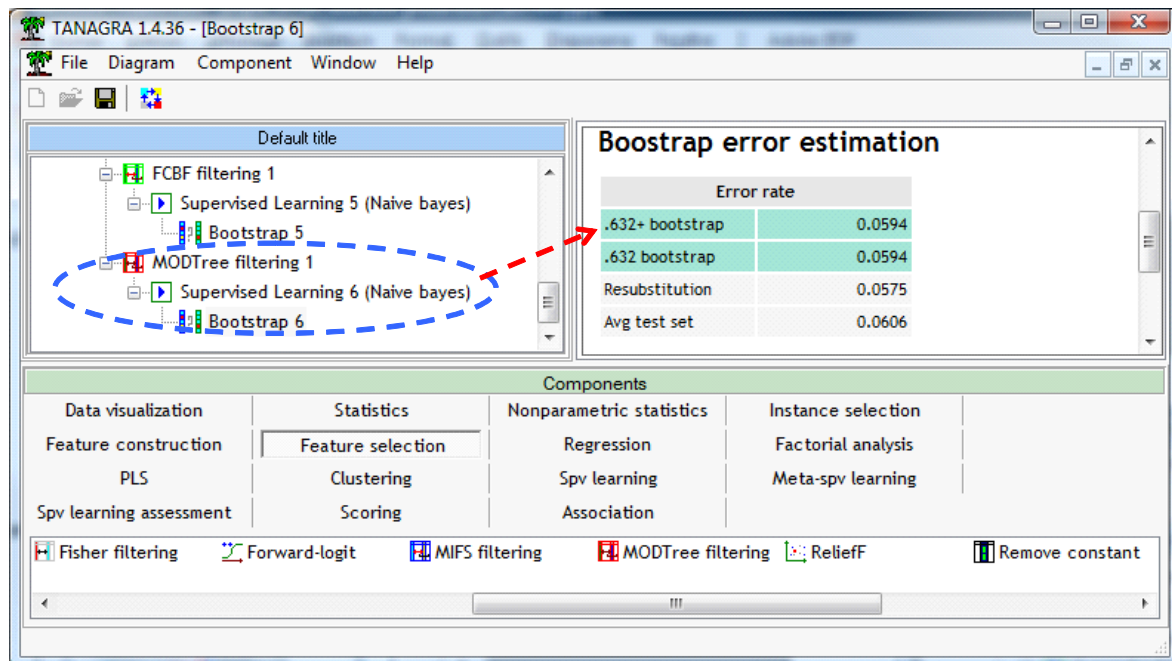 TANAGRA 1.4.36 - [Bootstrap 6]
File Diagram Component Window Help
Default title
FCBF filtering 1
Supervised Learning 5 (Naive bayes)
Bootstrap 5
MODTree filtering 1
Supervised Learning 6 (Naive bayes)
Bootstrap 6
Boostrap error estimation
Error rate
.632+ bootstrap 0.0594
.632 bootstrap 0.0594
Resubstitution 0.0575
Avg test set 0.0606
Components
Data visualization Statistics Nonparametric statistics Instance selection
Feature construction Feature selection Regression Factorial analysis
PLS Clustering Spv learning Meta-spv learning
Spv learning assessment Scoring Association
Fisher filtering Forward-logit MIFS filtering MODTree filtering ReliefF Remove constant